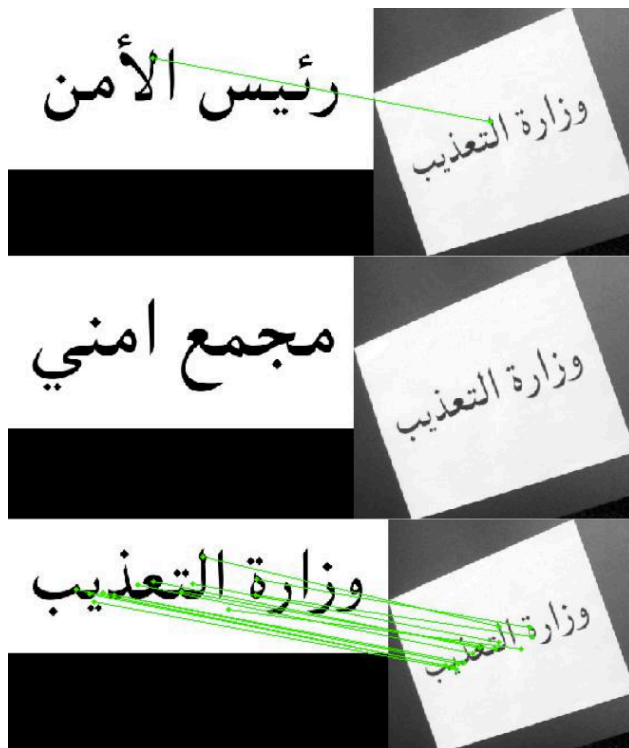 رئيس الأمن
وزارة التعذيب
مجمع امني
وزارة التعذيب
وزارة التعذيب
وزارة التعذيب